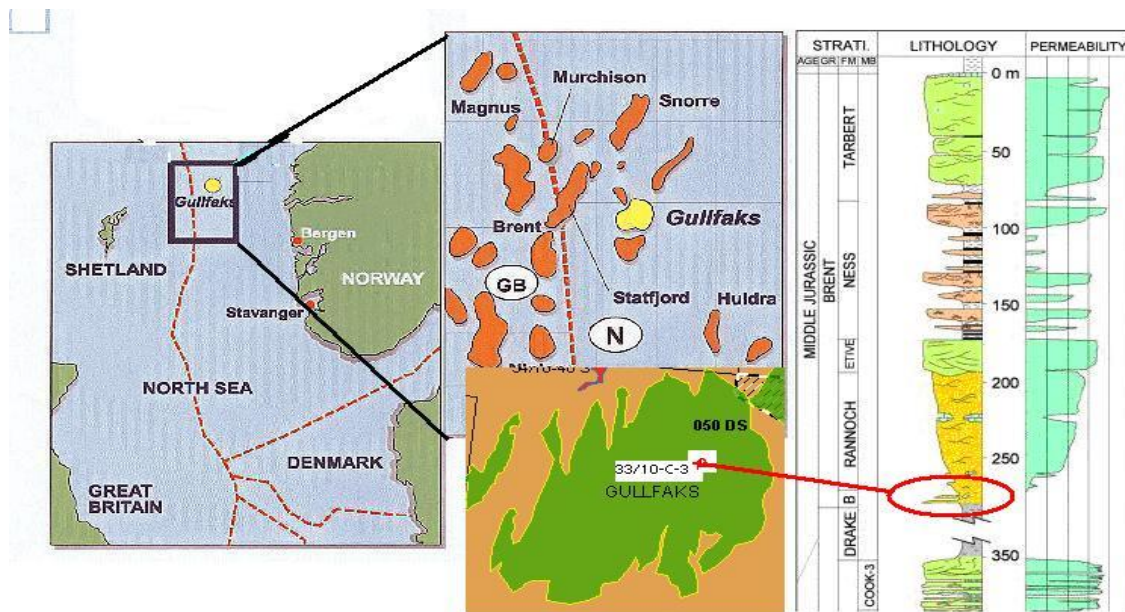 Gullfaks
Bergen
SHETLAND
NORWAY
Stavanger
NORTH SEA
DENMARK
GREAT
BRITAIN
Murchison
Magnus
Snorre
Gullfaks
Brent
GB
Statfjord
Huldra
N
050 DS
33/10-C-3
GULLFAKS
STRATI.
LITHOLOGY
PERMEABILITY
AGE GR FM MB
0 m
50
100
150
200
250
350
MIDDLE JURASSIC
BRENT
TARBERT
NESS
ETIVE
RANNOCH
B
DRAKE
COOK-3